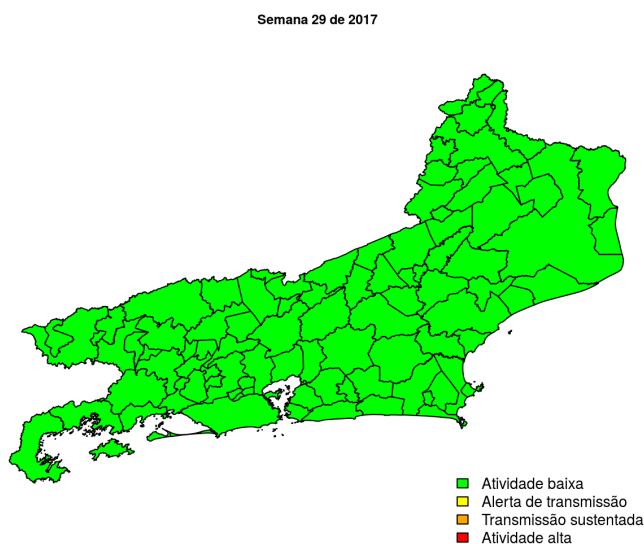 Semana 29 de 2017
Atividade baixa
Alerta de transmissão
Transmissão sustentada
Atividade alta